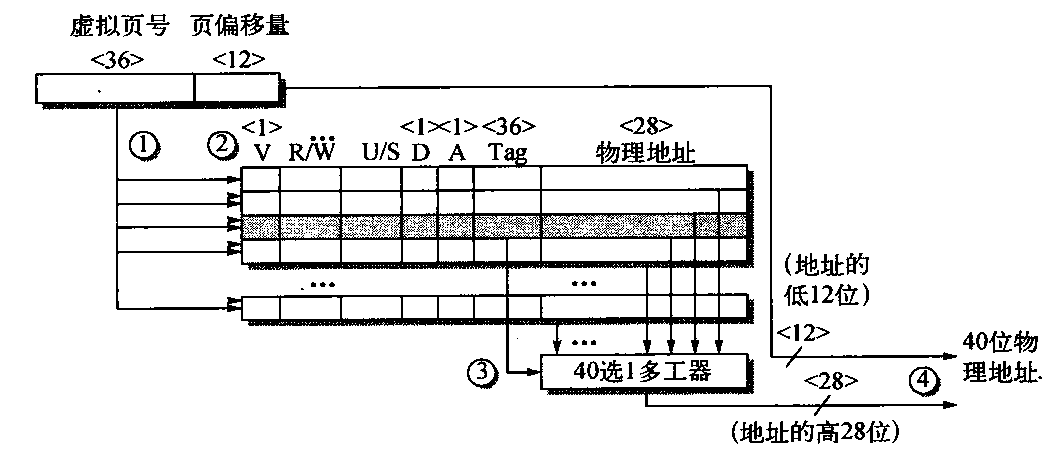 虚拟页号 页偏移量
<36> <12>
① ② <1> <1><1><36> <28>
V R/W U/S D A Tag 物理地址
...
... ...
(地址的
低12位)
...
<12>
40位物
理地址
③ 40选1多工器
<28> ④
(地址的高28位)